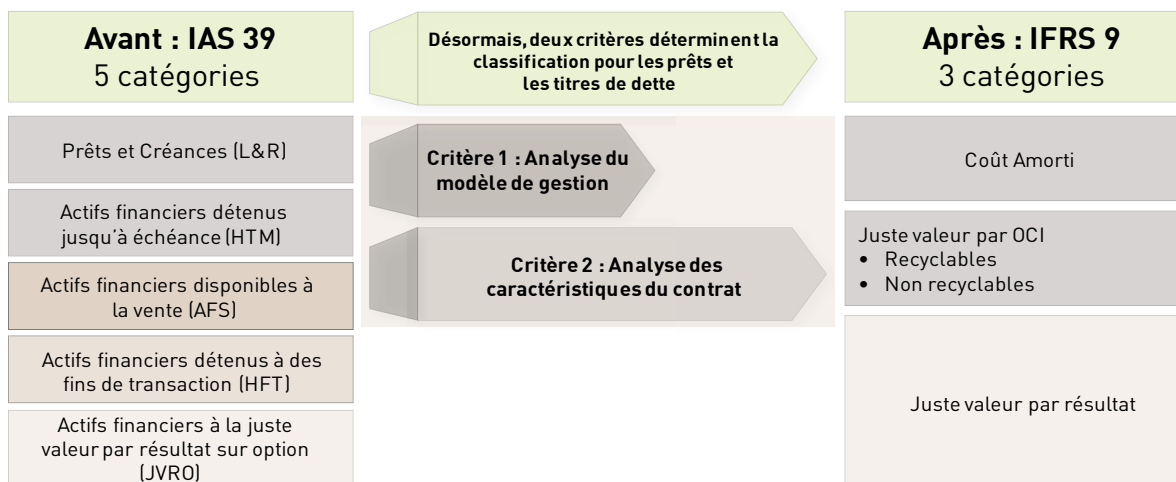 Avant : IAS 39
5 catégories
Prêts et Créances (L&R)
Actifs financiers détenus
jusqu'à échéance (HTM)
Actifs financiers disponibles à
la vente (AFS)
Actifs financiers détenus à des
fins de transaction (HFT)
Actifs financiers à la juste
valeur par résultat sur option
(JVRO)
Désormais, deux critères déterminent la
classification pour les prêts et
les titres de dette
Critère 1 : Analyse du
modèle de gestion
Critère 2 : Analyse des
caractéristiques du contrat
Après : IFRS 9
3 catégories
Coût Amorti
Juste valeur par OCI
• Recyclables
• Non recyclables
Juste valeur par résultat